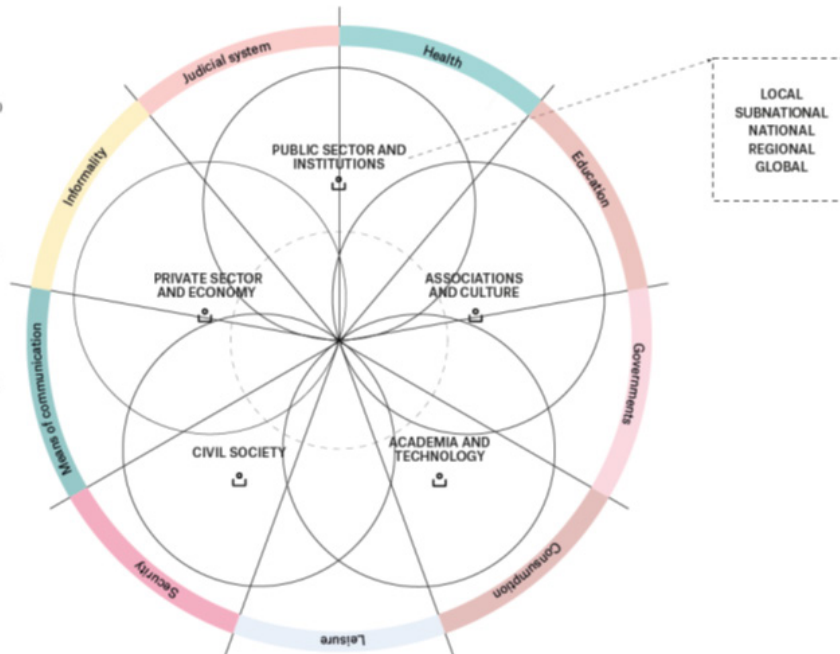 Judicial system
Health
LOCAL
SUBNATIONAL
NATIONAL
REGIONAL
GLOBAL
PUBLIC SECTOR AND
INSTITUTIONS
Informality
Education
PRIVATE SECTOR
AND ECONOMY
ASSOCIATIONS
AND CULTURE
Means of communication
Governments
CIVIL SOCIETY
ACADEMIA AND
TECHNOLOGY
Security
Consumption
Leisure